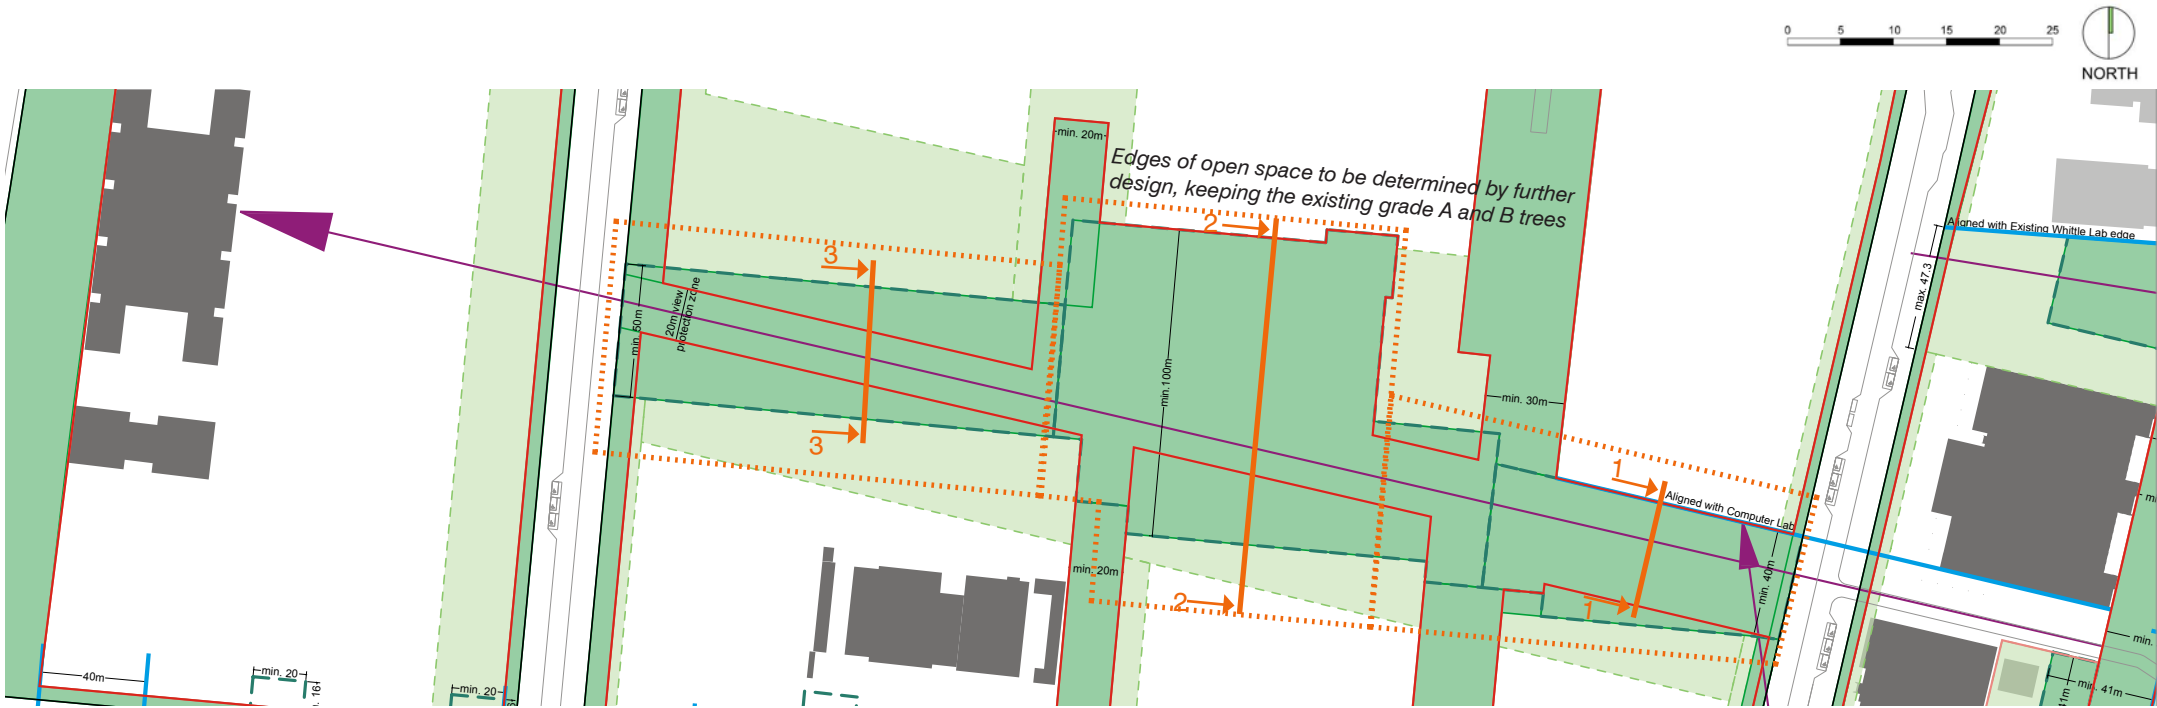 0 5 10 15 20 25
NORTH
min. 20m
Edges of open space to be determined by further
design, keeping the existing grade A and B trees
2
3
20m view
protection zone
min. 50m
Aligned with Existing Whittle Lab edge
max. 47.3
min.100m
min. 30m
3
1
Aligned with Computer Lab
min. 20m
min. 40m
2
1
min.
40m
min. 20
16
min. 20
min. 41m
41m